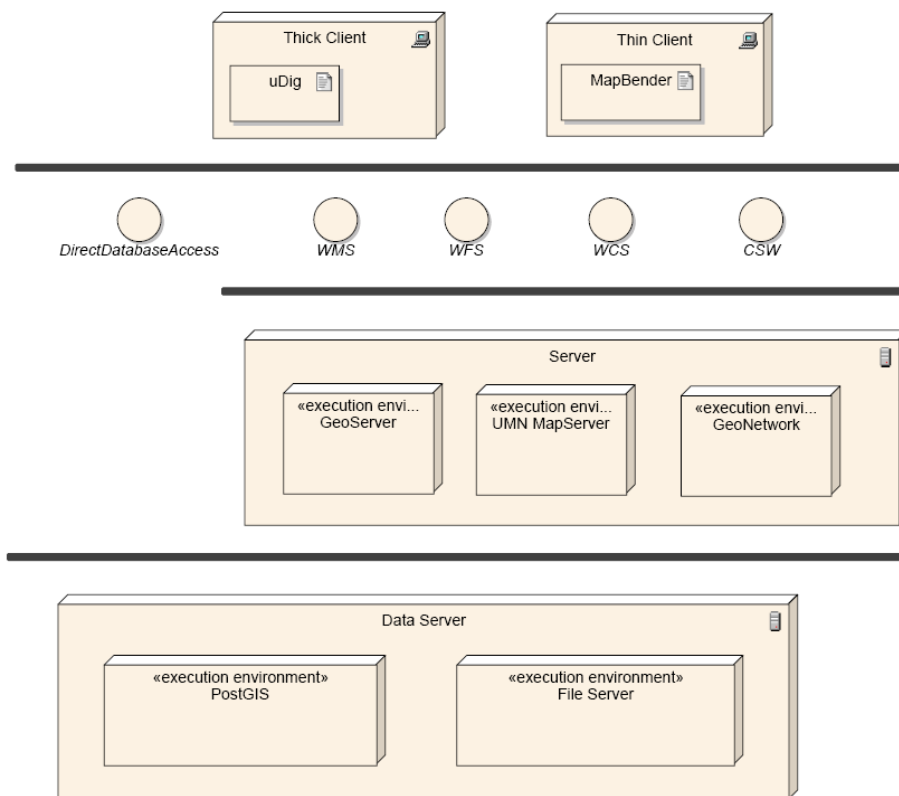 Thick Client
Thin Client
uDig
MapBender
DirectDatabaseAccess
WMS
WFS
WCS
CSW
Server
«execution envi...
GeoServer
«execution envi...
UMN MapServer
«execution envi...
GeoNetwork
Data Server
«execution environment»
PostGIS
«execution environment»
File Server